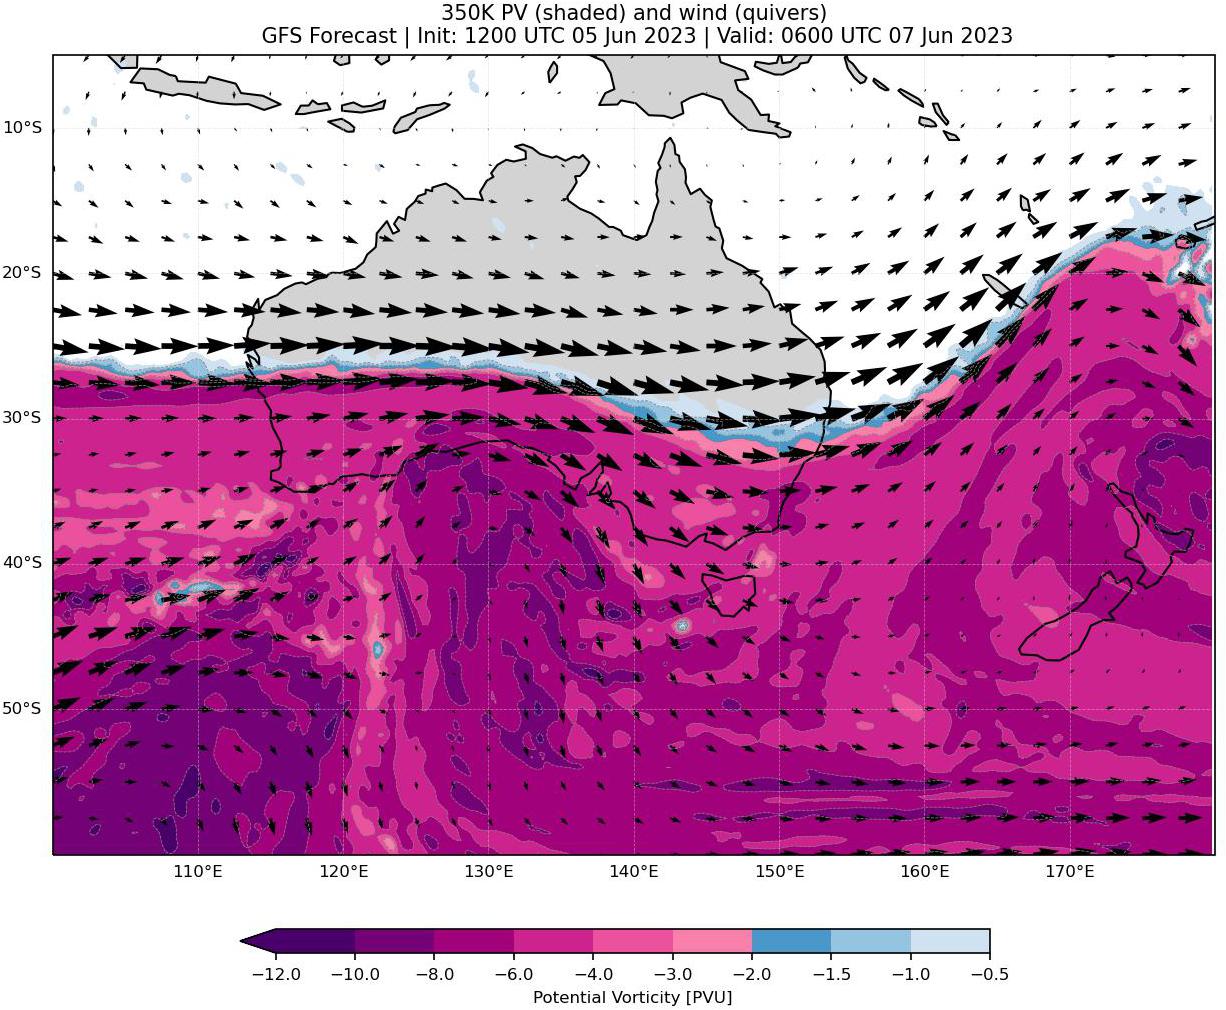 350K PV (shaded) and wind (quivers)
GFS Forecast | Init: 1200 UTC 05 Jun 2023 | Valid: 0600 UTC 07 Jun 2023
10°S
20°S
30°S
40°S
50°S
110°E 120°E 130°E 140°E 150°E 160°E 170°E
−12.0 −10.0 −8.0 −6.0 −4.0 −3.0 −2.0 −1.5 −1.0 −0.5
Potential Vorticity [PVU]